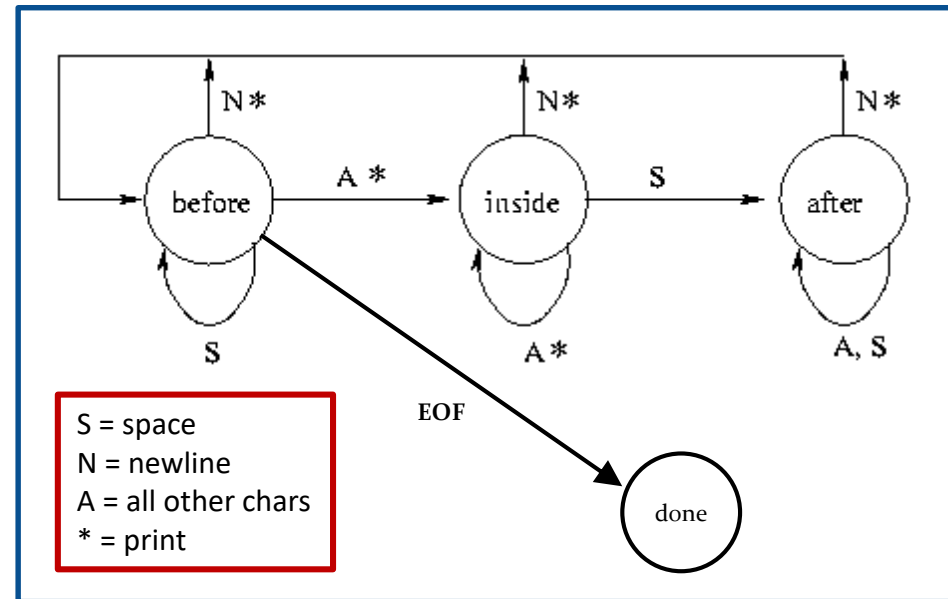 N* N* N*
A * S
before inside after
S A* A, S
EOF
S = space
N = newline
A = all other chars
* = print
done